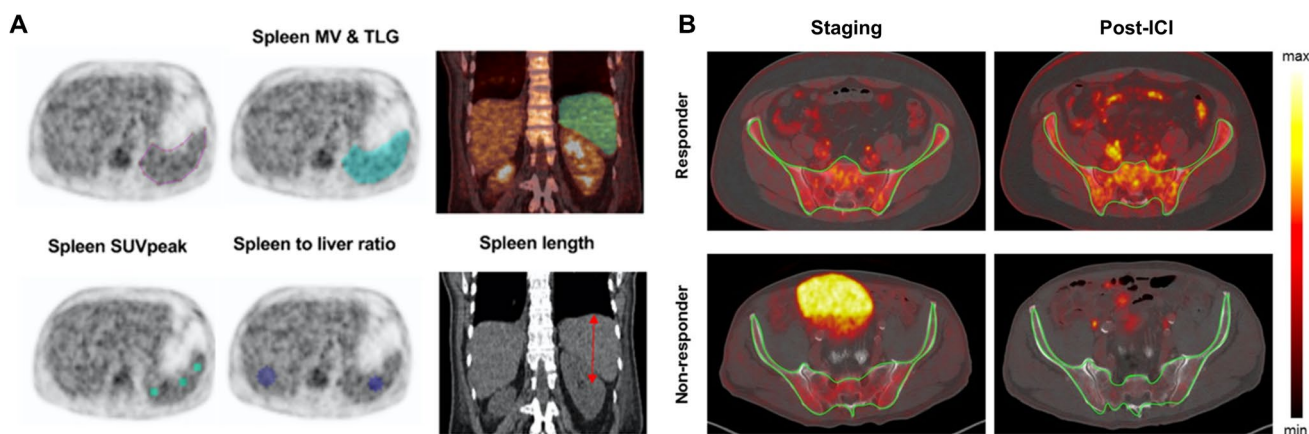 A
Spleen MV & TLG
Spleen SUVpeak
Spleen to liver ratio
Spleen length
B
Staging
Post-ICI
Responder
Non-responder
max
min